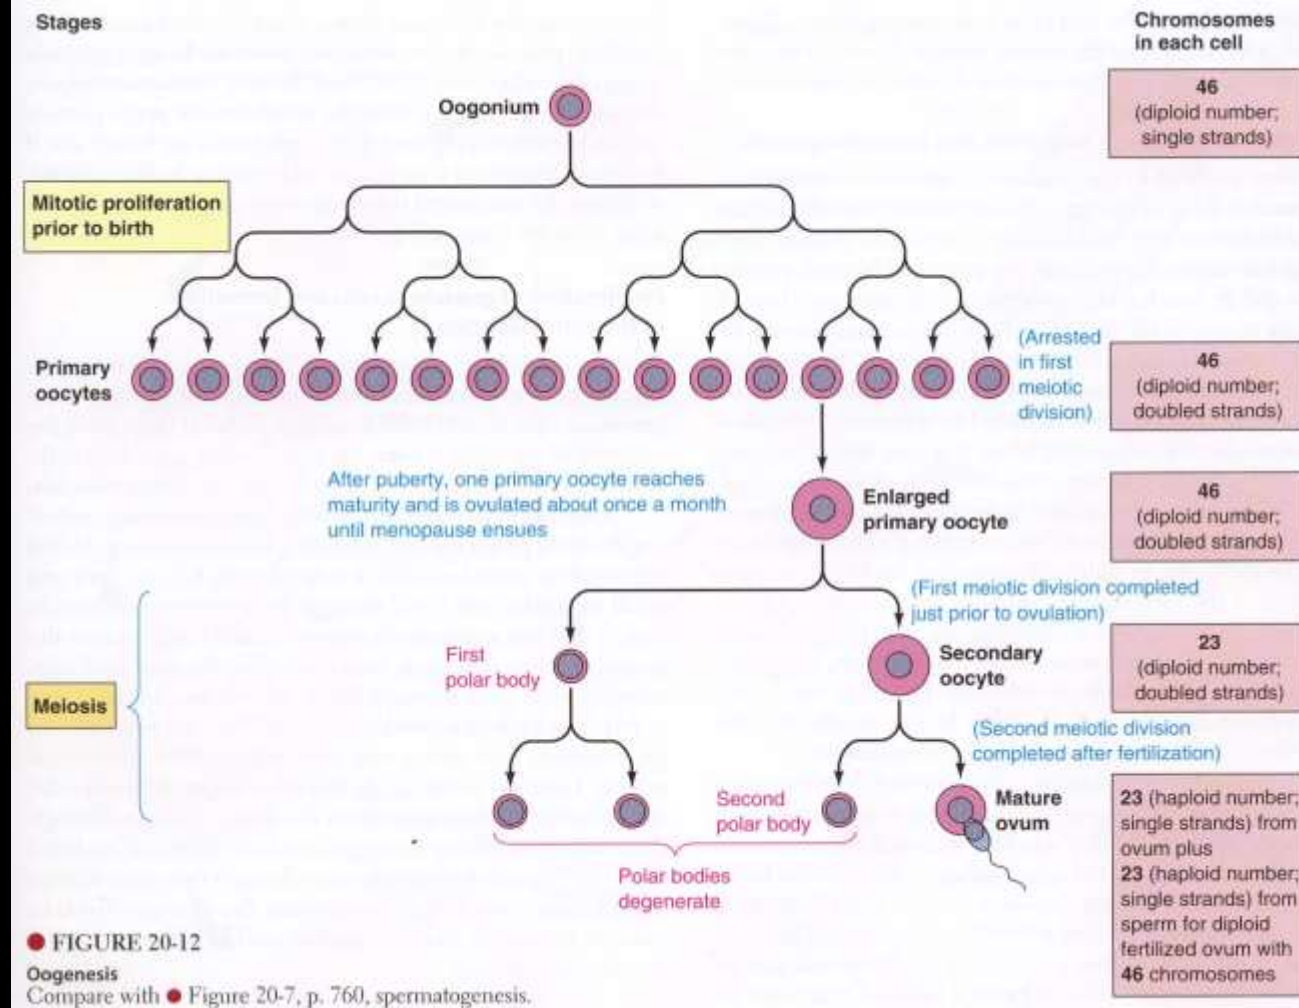 Stages
Chromosomes
in each cell
46
(diploid number;
single strands)
Oogonium
Mitotic proliferation
prior to birth
Primary
oocytes
(Arrested
in first
meiotic
division)
46
(diploid number;
doubled strands)
After puberty, one primary oocyte reaches
maturity and is ovulated about once a month
until menopause ensues
Enlarged
primary oocyte
46
(diploid number;
doubled strands)
(First meiotic division completed
just prior to ovulation)
First
polar body
Secondary
oocyte
23
(diploid number;
doubled strands)
Meiosis
(Second meiotic division
completed after fertilization)
Second
polar body
Mature
ovum
23 (haploid number;
single strands) from
ovum plus
23 (haploid number;
single strands) from
sperm for diploid
fertilized ovum with
46 chromosomes
Polar bodies
degenerate
● FIGURE 20-12
Oogenesis
Compare with ● Figure 20-7, p. 760, spermatogenesis.